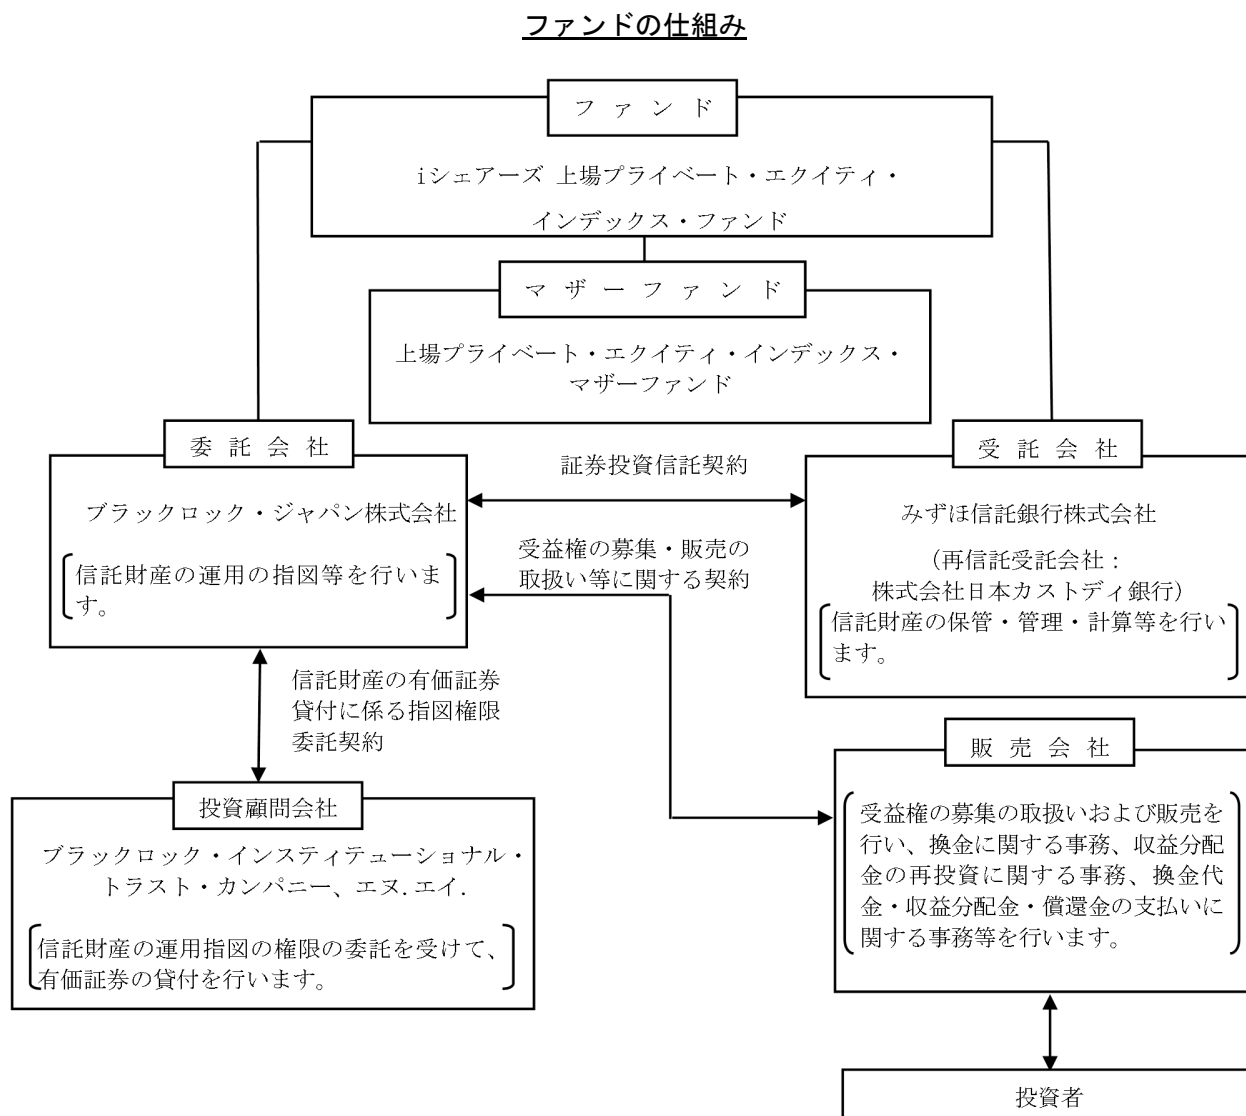 ファンドの仕組み
ファンド
iシェアーズ 上場プライベート・エクイティ・
インデックス・ファンド
マザーファンド
上場プライベート・エクイティ・インデックス・
マザーファンド
委託会社
ブラックロック・ジャパン株式会社
信託財産の運用の指図等を行いま
す。
証券投資信託契約
受益権の募集・販売の
取扱い等に関する契約
受託会社
みずほ信託銀行株式会社
（再信託受託会社：
株式会社日本カストディ銀行）
信託財産の保管・管理・計算等を行い
ます。
信託財産の有価証券
貸付に係る指図権限
委託契約
投資顧問会社
ブラックロック・インスティテューショナル・
トラスト・カンパニー、エヌ.エイ.
信託財産の運用指図の権限の委託を受けて、
有価証券の貸付を行います。
販売会社
受益権の募集の取扱いおよび販売を
行い、換金に関する事務、収益分配
金の再投資に関する事務、換金代
金・収益分配金・償還金の支払いに
関する事務等を行います。
投資者